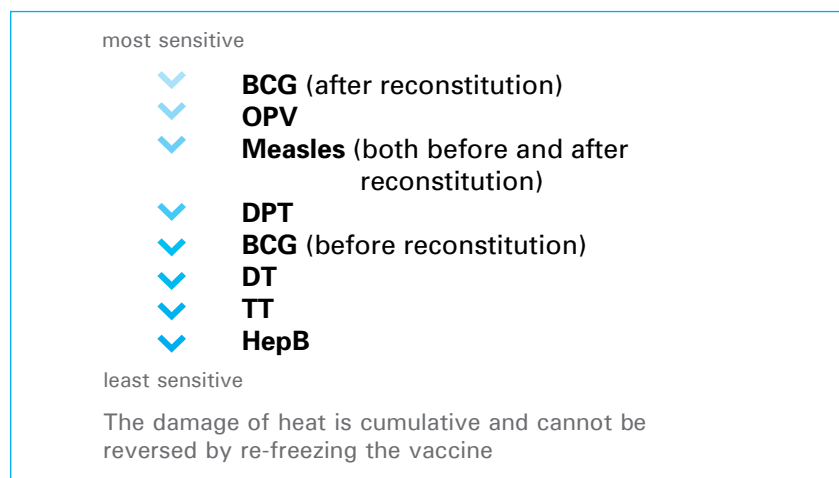 most sensitive
BCG (after reconstitution)
OPV
Measles (both before and after
reconstitution)
DPT
BCG (before reconstitution)
DT
TT
HepB
least sensitive
The damage of heat is cumulative and cannot be
reversed by re-freezing the vaccine